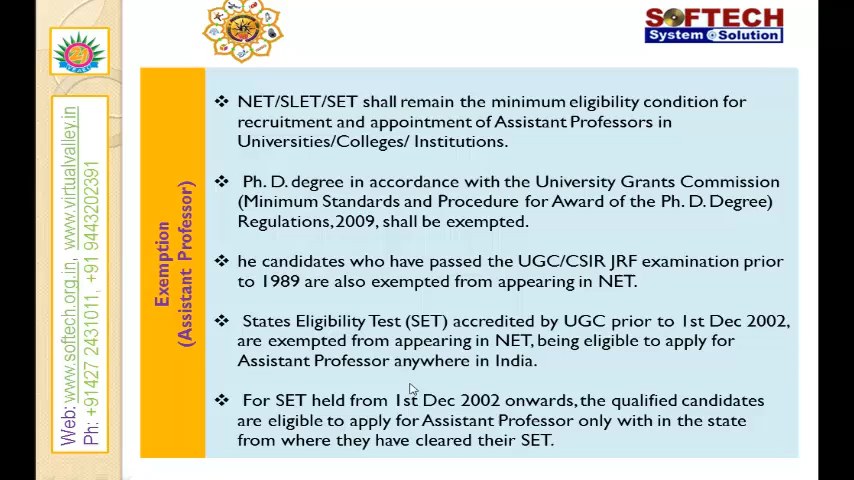 SOFTECH
System Solution
24
Web: www.softech.org.in, www.virtualvalley.in
Ph: +91427 2431011, +91 9443202391
Exemption
(Assistant Professor)
❖ NET/SLET/SET shall remain the minimum eligibility condition for
recruitment and appointment of Assistant Professors in
Universities/Colleges/ Institutions.
❖ Ph. D. degree in accordance with the University Grants Commission
(Minimum Standards and Procedure for Award of the Ph. D. Degree)
Regulations, 2009, shall be exempted.
❖ he candidates who have passed the UGC/CSIR JRF examination prior
to 1989 are also exempted from appearing in NET.
❖ States Eligibility Test (SET) accredited by UGC prior to 1st Dec 2002,
are exempted from appearing in NET, being eligible to apply for
Assistant Professor anywhere in India.
❖ For SET held from 1st Dec 2002 onwards, the qualified candidates
are eligible to apply for Assistant Professor only with in the state
from where they have cleared their SET.